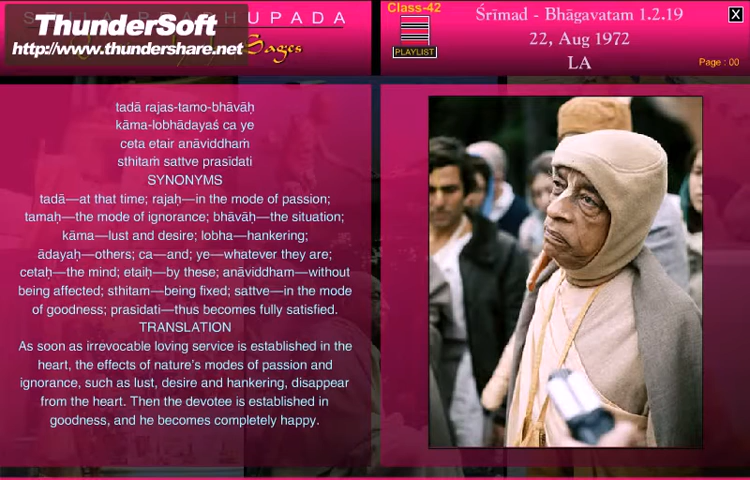 SRILA PRABHUPADA
ThunderSoft
http://www.thundershare.net
Sages
Class-42
PLAYLIST
Śrīmad - Bhāgavatam 1.2.19
22, Aug 1972
LA
X
Page : 00
tadā rajas-tamo-bhāvāḥ
kāma-lobhādayaś ca ye
ceta etair anāviddhaṁ
sthitaṁ sattve prasīdati
SYNONYMS
tadā—at that time; rajaḥ—in the mode of passion;
tamaḥ—the mode of ignorance; bhāvāḥ—the situation;
kāma—lust and desire; lobha—hankering;
ādayaḥ—others; ca—and; ye—whatever they are;
cetaḥ—the mind; etaiḥ—by these; anāviddham—without
being affected; sthitam—being fixed; sattve—in the mode
of goodness; prasīdati—thus becomes fully satisfied.
TRANSLATION
As soon as irrevocable loving service is established in the
heart, the effects of nature's modes of passion and
ignorance, such as lust, desire and hankering, disappear
from the heart. Then the devotee is established in
goodness, and he becomes completely happy.